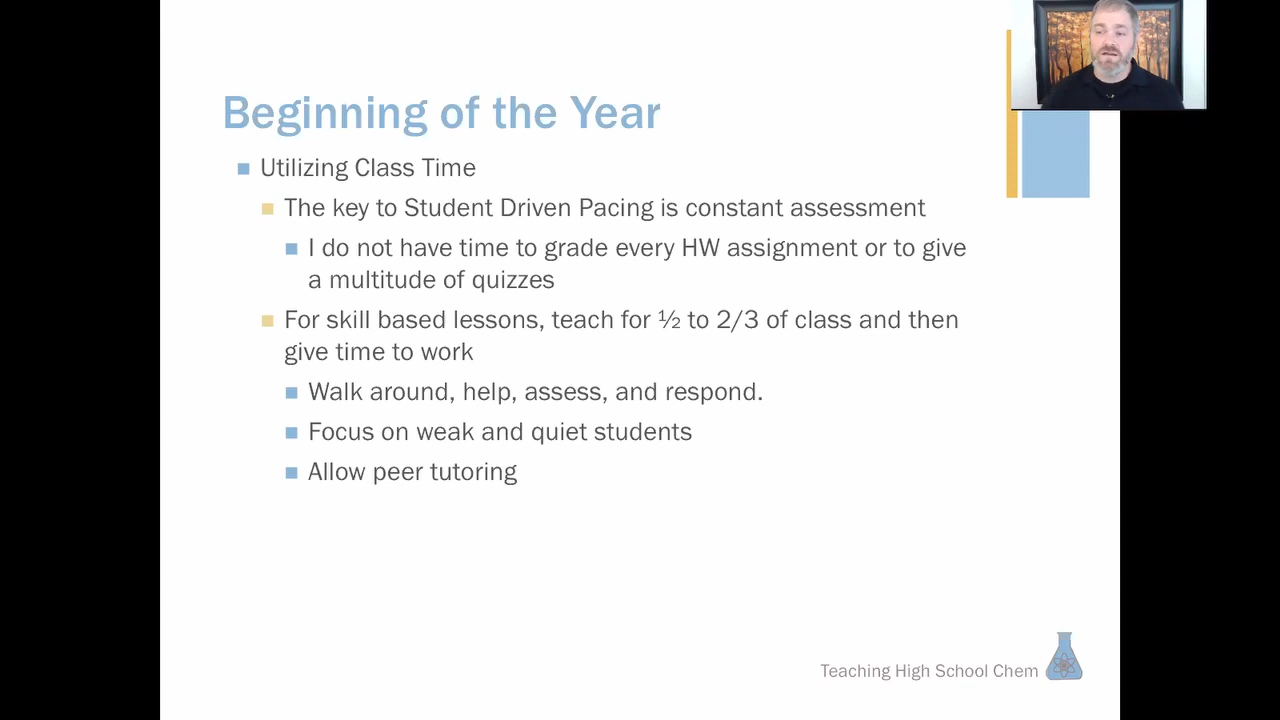 Beginning of the Year
Utilizing Class Time
The key to Student Driven Pacing is constant assessment
I do not have time to grade every HW assignment or to give
a multitude of quizzes
For skill based lessons, teach for ½ to 2/3 of class and then
give time to work
Walk around, help, assess, and respond.
Focus on weak and quiet students
Allow peer tutoring
Teaching High School Chem